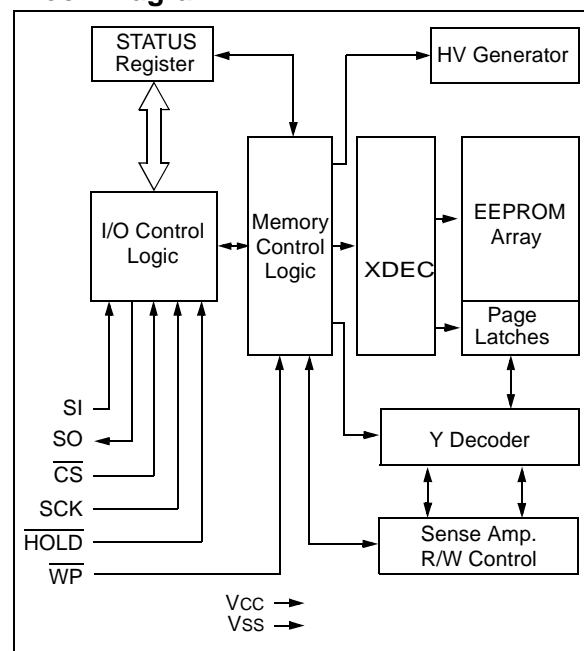 STATUS
Register
HV Generator
I/O Control
Logic
Memory
Control
Logic
XDEC
EEPROM
Array
Page
Latches
SI
SO
CS
SCK
HOLD
WP
Y Decoder
Sense Amp.
R/W Control
VCC
VSS